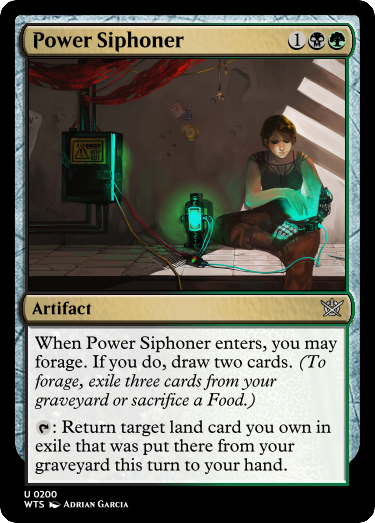 Power Siphoner 1
DANGER
Artifact
When Power Siphoner enters, you may
forage. If you do, draw two cards. (To
forage, exile three cards from your
graveyard or sacrifice a Food.)
: Return target land card you own in
exile that was put there from your
graveyard this turn to your hand.
U 0200
WTS Adrian Garcia